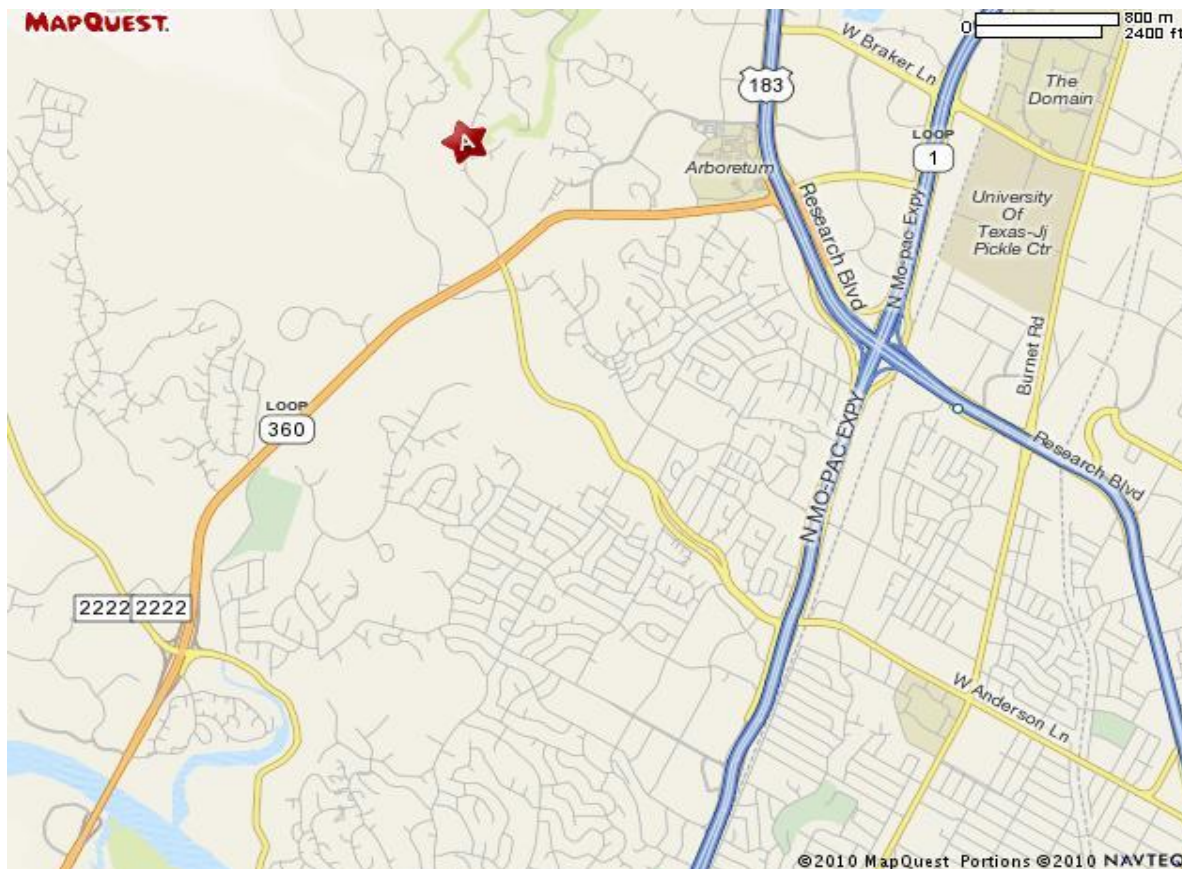 MAPQUEST.
0
800 m
2400 ft
W Braker Ln
183
The
Domain
A
LOOP
1
Arboretum
University
Of
Texas-Jj
Pickle Ctr
Research Blvd
N Mo-pac Expy
Burnet Rd
LOOP
360
N MO-PAC EXPY
Research Blvd
2222 2222
W Anderson Ln
©2010 MapQuest Portions ©2010 NAVTEQ